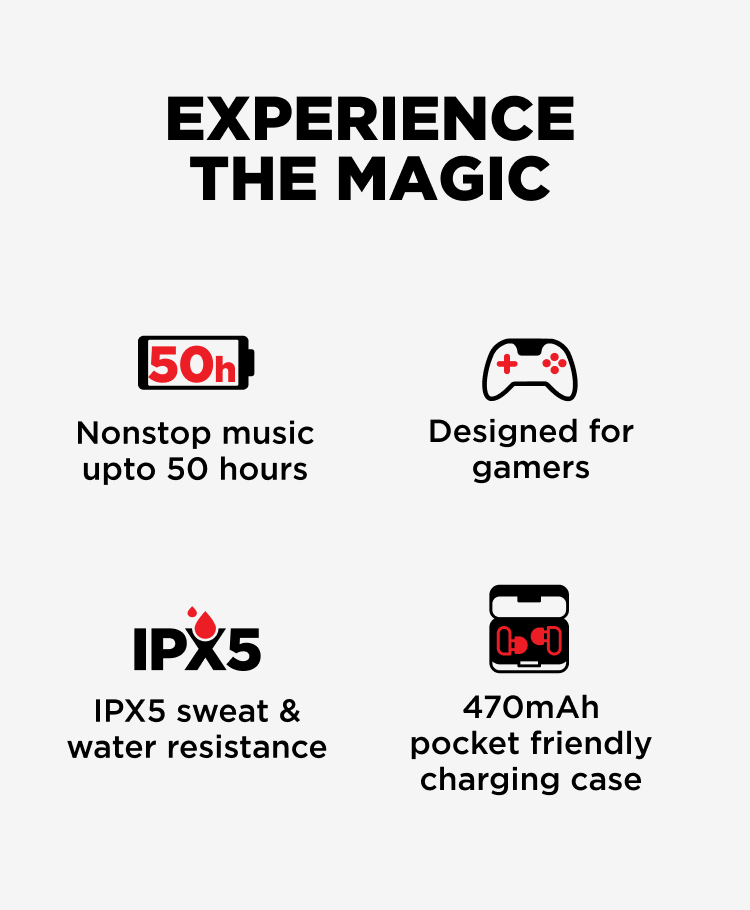 EXPERIENCE
THE MAGIC
50h
Nonstop music
upto 50 hours
Designed for
gamers
IPX5
IPX5 sweat &
water resistance
470mAh
pocket friendly
charging case